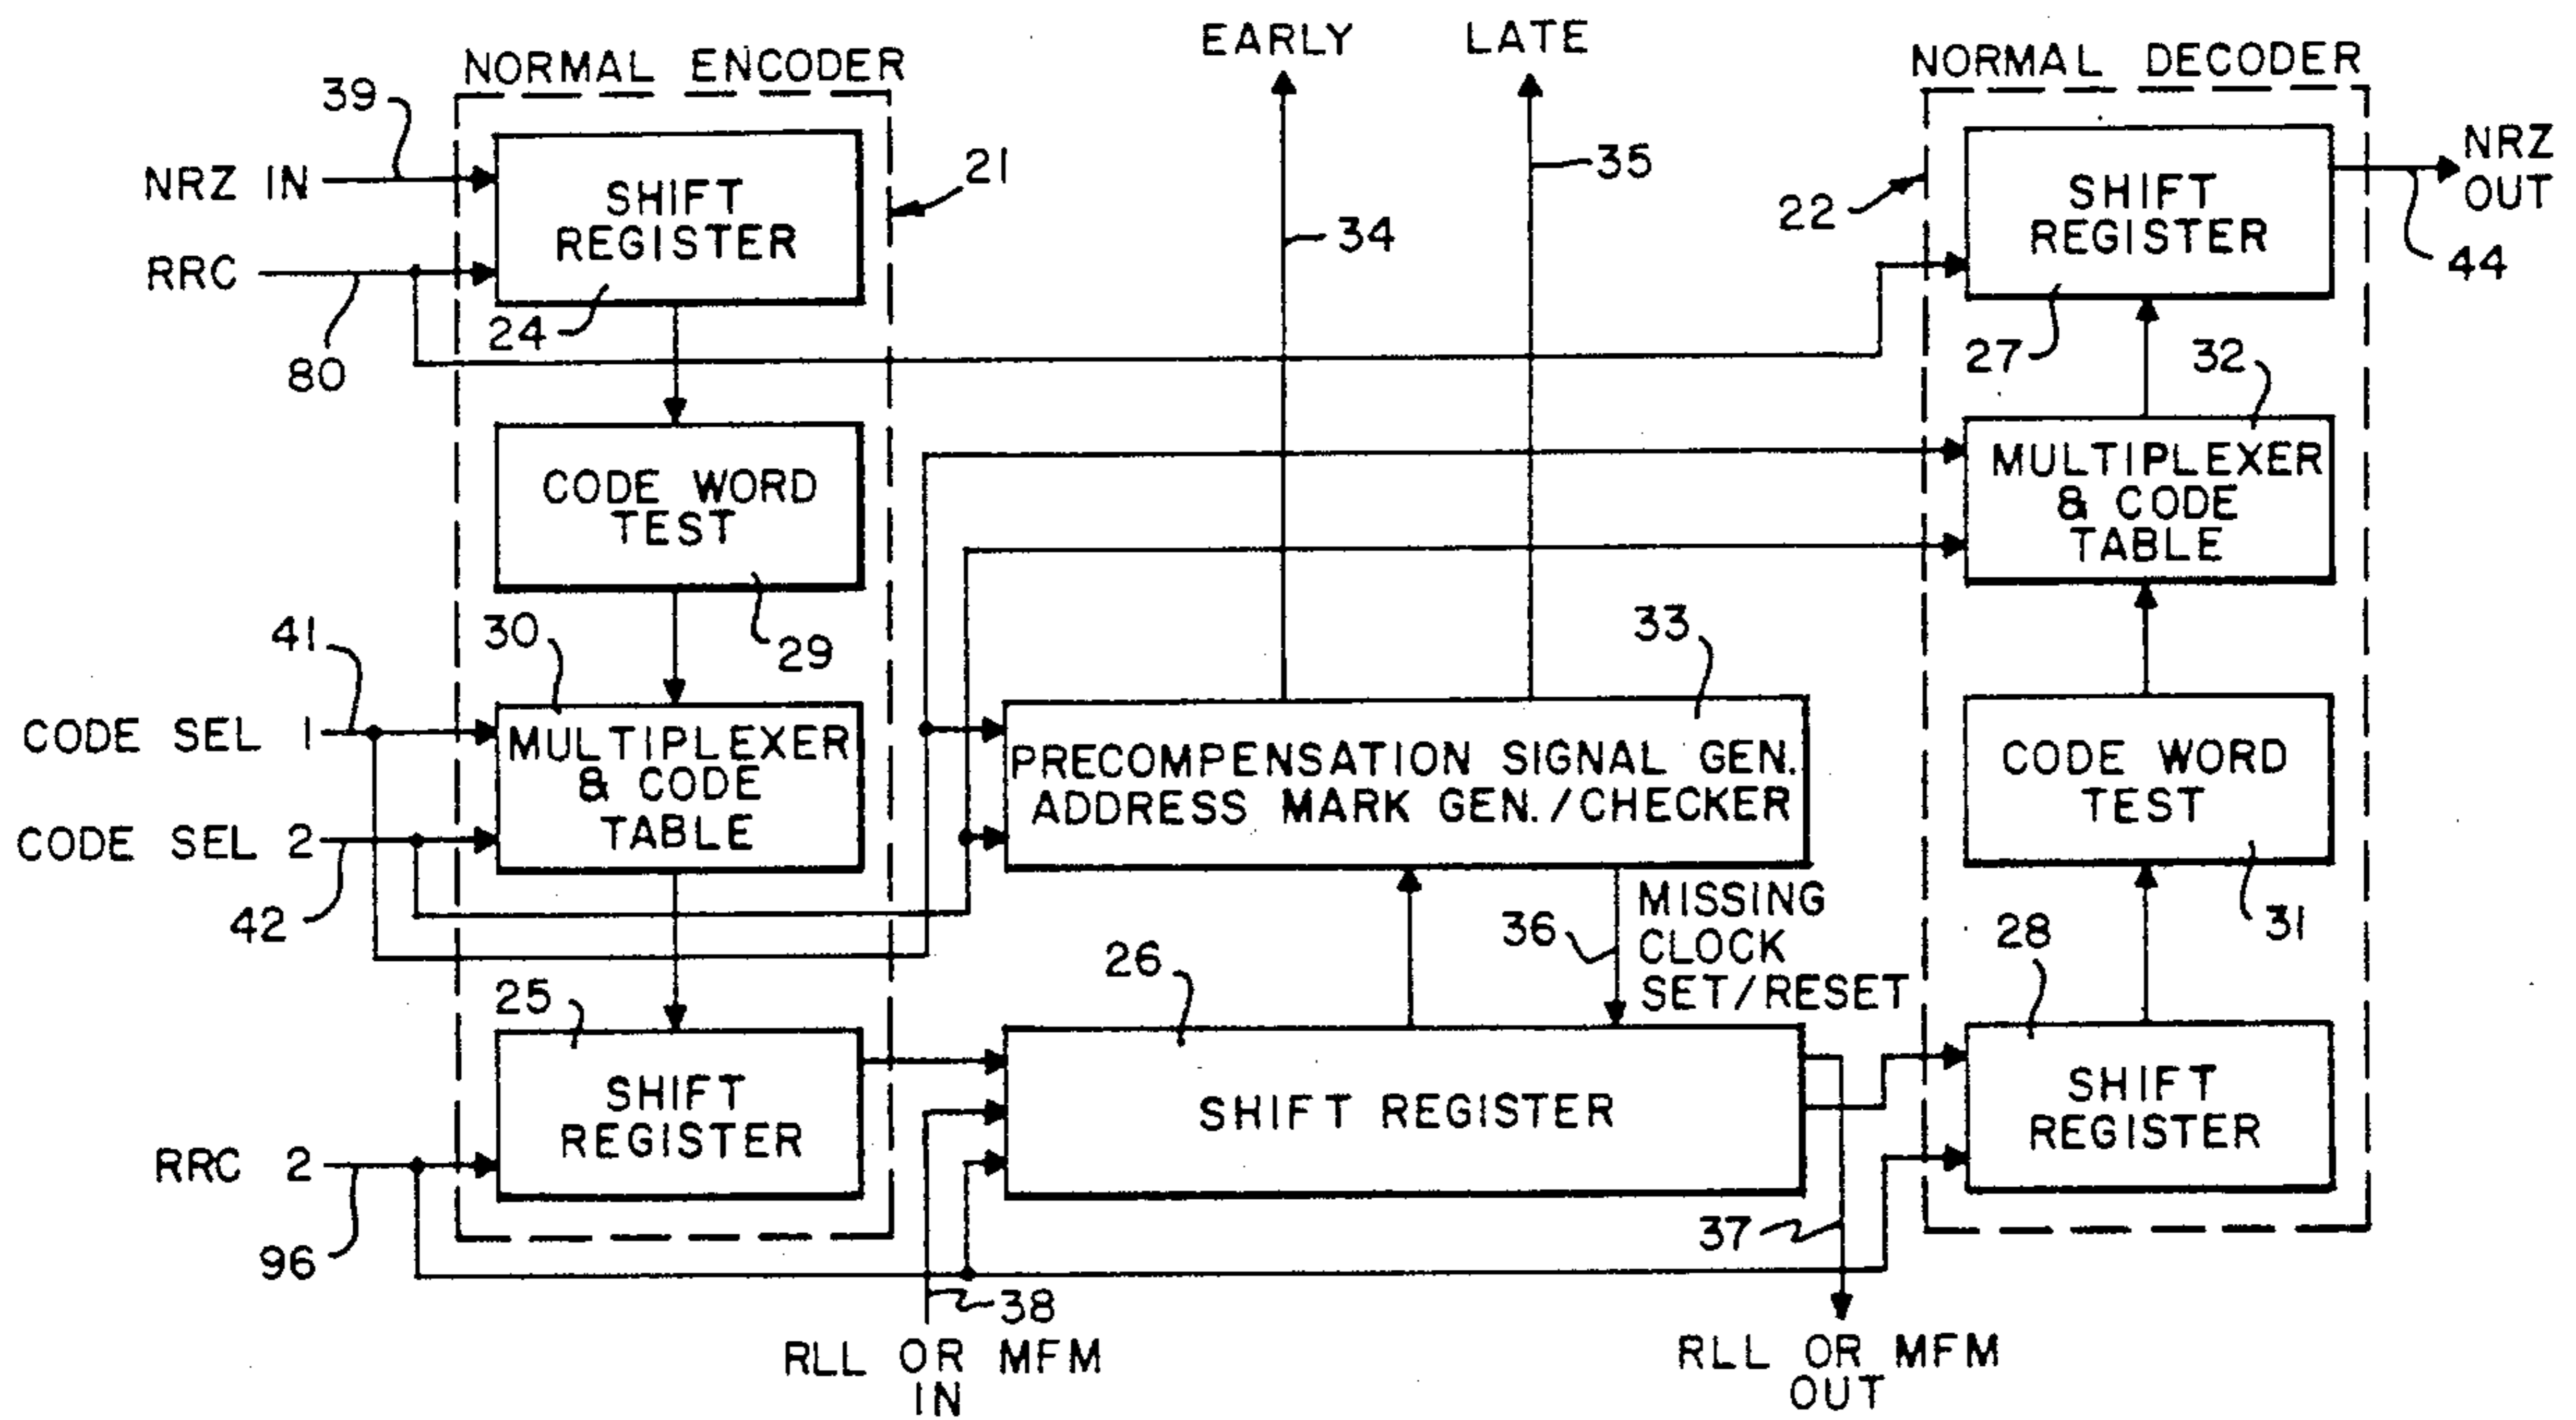 EARLY
LATE
NORMAL ENCODER
NORMAL DECODER
39
NRZ IN
SHIFT
REGISTER
21
35
34
22
SHIFT
REGISTER
NRZ
OUT
44
RRC
80
24
27
32
CODE WORD
TEST
29
MULTIPLEXER
& CODE
TABLE
41
30
33
CODE SEL 1
CODE SEL 2
42
MULTIPLEXER
& CODE
TABLE
PRECOMPENSATION SIGNAL GEN.
ADDRESS MARK GEN./CHECKER
CODE WORD
TEST
31
36
MISSING
CLOCK
SET/RESET
25
26
28
SHIFT
REGISTER
SHIFT REGISTER
SHIFT
REGISTER
RRC 2
96
38
37
RLL OR MFM
IN
RLL OR MFM
OUT